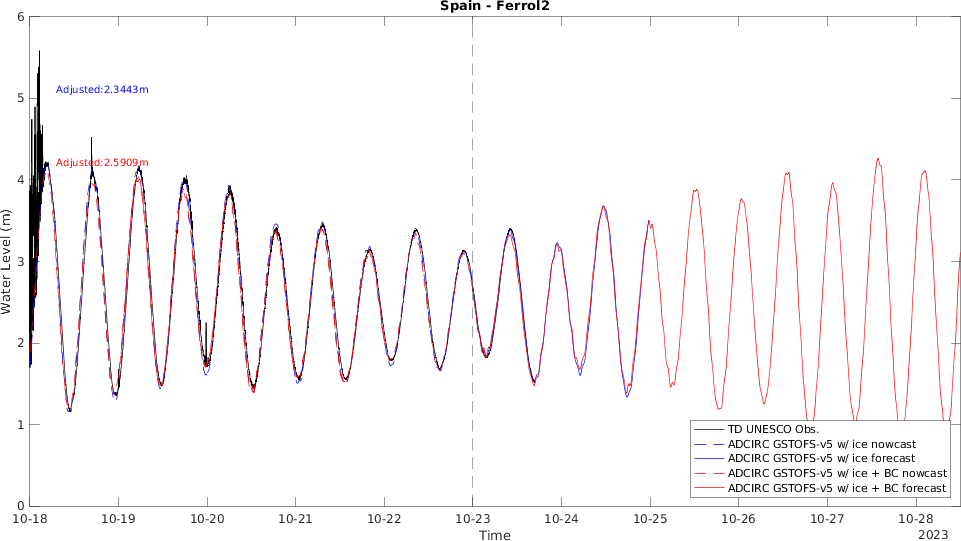 Spain - Ferrol2
6
5
4
3
2
1
0
Water Level (m)
Adjusted:2.3443m
Adjusted:2.5909m
TD UNESCO Obs.
ADCIRC GSTOFS-v5 w/ ice nowcast
ADCIRC GSTOFS-v5 w/ ice forecast
ADCIRC GSTOFS-v5 w/ ice + BC nowcast
ADCIRC GSTOFS-v5 w/ ice + BC forecast
10-18 10-19 10-20 10-21 10-22 10-23 10-24 10-25 10-26 10-27 10-28
Time
2023